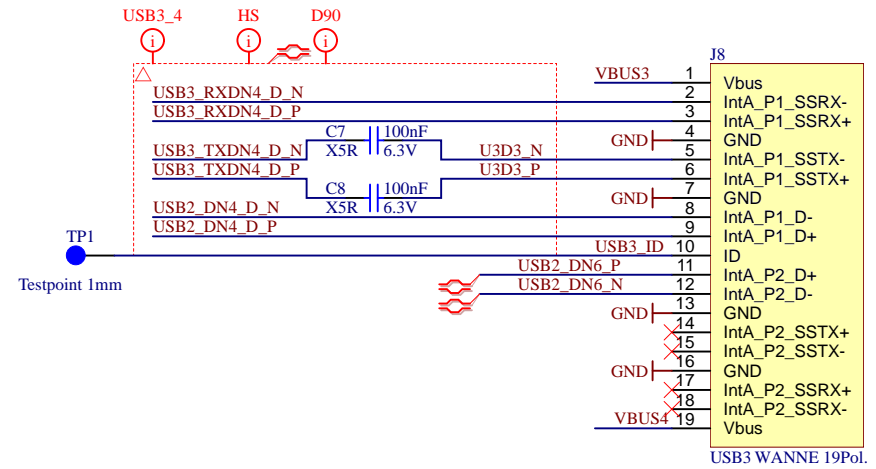 USB3_4 HS D90
i i i
J8
VBUS3 1 Vbus
USB3_RXDN4_D_N 2 IntA_P1_SSRX-
USB3_RXDN4_D_P 3 IntA_P1_SSRX+
C7 100nF GND 4 GND
USB3_TXDN4_D_N X5R 6.3V U3D3_N 5 IntA_P1_SSTX-
USB3_TXDN4_D_P U3D3_P 6 IntA_P1_SSTX+
C8 100nF GND 7 GND
X5R 6.3V
USB2_DN4_D_N 8 IntA_P1_D-
USB2_DN4_D_P 9 IntA_P1_D+
TP1 USB3_ID 10 ID
Testpoint 1mm
USB2_DN6_P 11 IntA_P2_D+
USB2_DN6_N 12 IntA_P2_D-
GND 13 GND
14 IntA_P2_SSTX+
15 IntA_P2_SSTX-
GND 16 GND
17 IntA_P2_SSRX+
18 IntA_P2_SSRX-
VBUS4 19 Vbus
USB3 WANNE 19Pol.